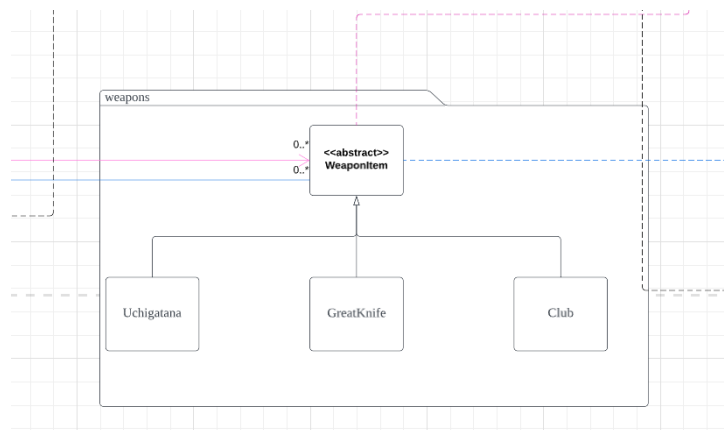 weapons
0..*
<<abstract>>
WeaponItem
0..*
Uchigatana
GreatKnife
Club